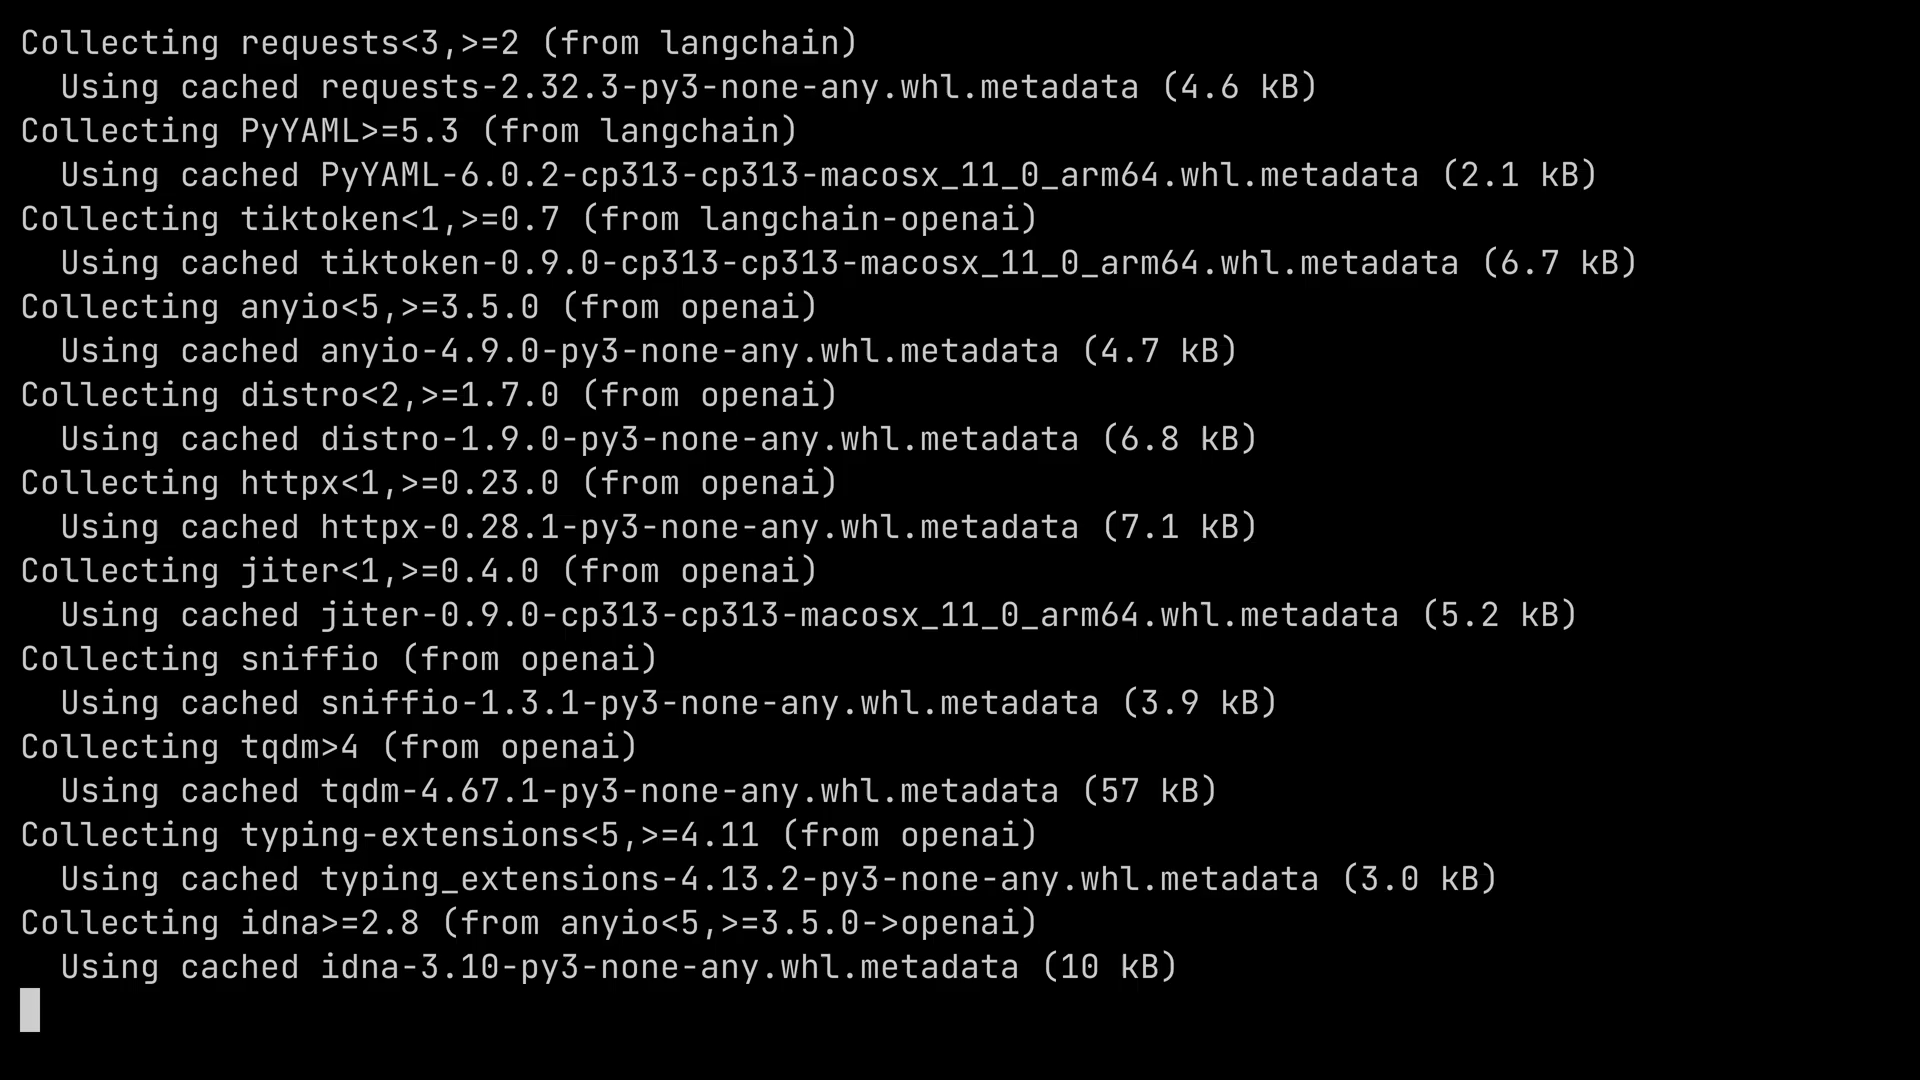 Collecting requests<3,>=2 (from langchain)
  Using cached requests-2.32.3-py3-none-any.whl.metadata (4.6 kB)
Collecting PyYAML>=5.3 (from langchain)
  Using cached PyYAML-6.0.2-cp313-cp313-macosx_11_0_arm64.whl.metadata (2.1 kB)
Collecting tiktoken<1,>=0.7 (from langchain-openai)
  Using cached tiktoken-0.9.0-cp313-cp313-macosx_11_0_arm64.whl.metadata (6.7 kB)
Collecting anyio<5,>=3.5.0 (from openai)
  Using cached anyio-4.9.0-py3-none-any.whl.metadata (4.7 kB)
Collecting distro<2,>=1.7.0 (from openai)
  Using cached distro-1.9.0-py3-none-any.whl.metadata (6.8 kB)
Collecting httpx<1,>=0.23.0 (from openai)
  Using cached httpx-0.28.1-py3-none-any.whl.metadata (7.1 kB)
Collecting jiter<1,>=0.4.0 (from openai)
  Using cached jiter-0.9.0-cp313-cp313-macosx_11_0_arm64.whl.metadata (5.2 kB)
Collecting sniffio (from openai)
  Using cached sniffio-1.3.1-py3-none-any.whl.metadata (3.9 kB)
Collecting tqdm>4 (from openai)
  Using cached tqdm-4.67.1-py3-none-any.whl.metadata (57 kB)
Collecting typing-extensions<5,>=4.11 (from openai)
  Using cached typing_extensions-4.13.2-py3-none-any.whl.metadata (3.0 kB)
Collecting idna>=2.8 (from anyio<5,>=3.5.0->openai)
  Using cached idna-3.10-py3-none-any.whl.metadata (10 kB)